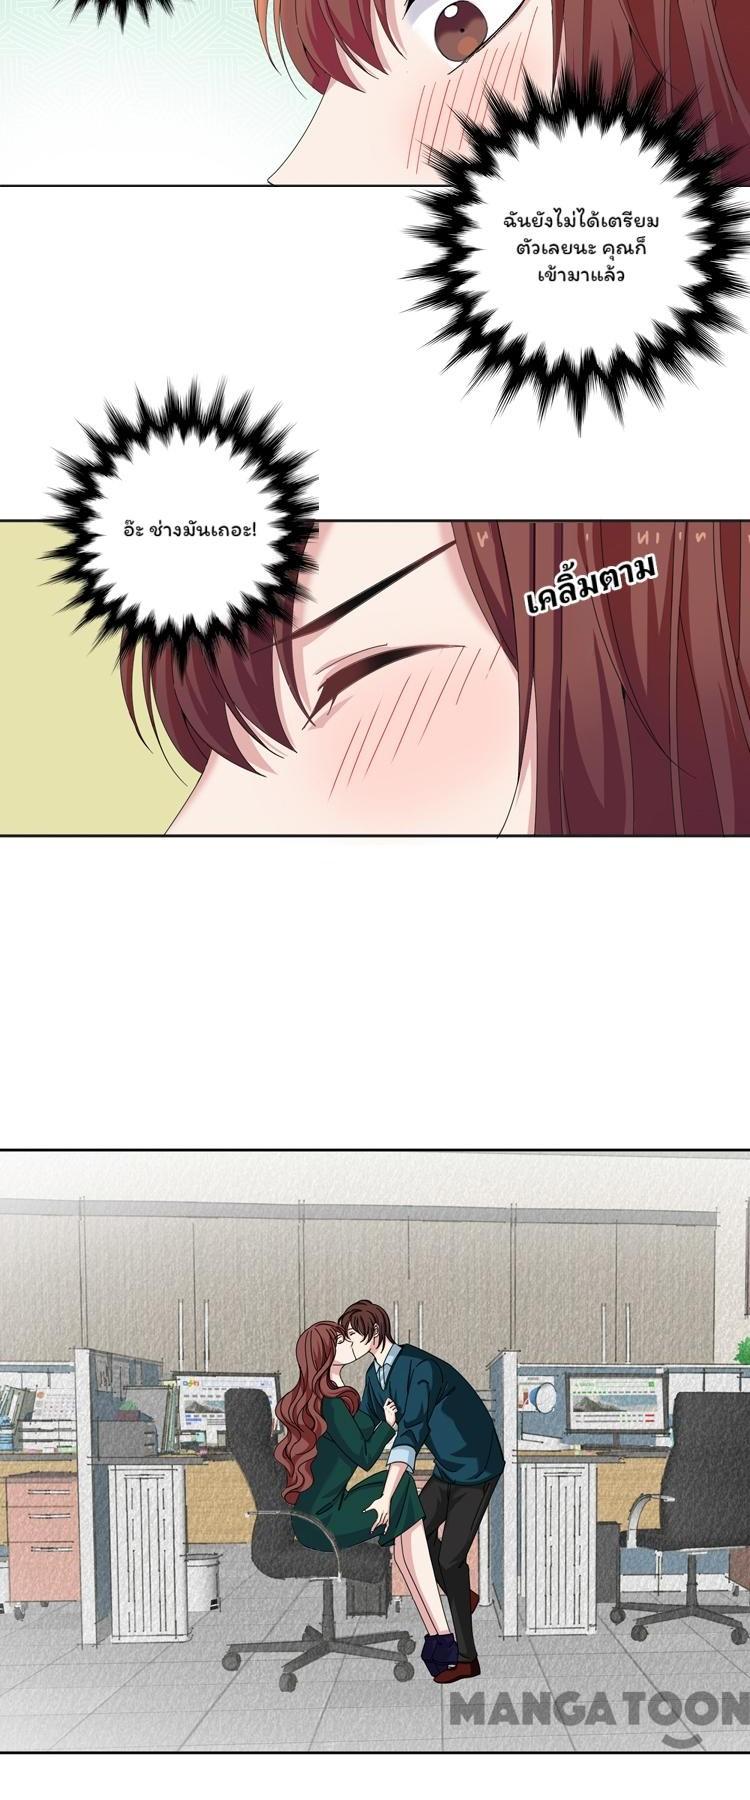 ฉันยังไม่ได้เตรียม
ตัวเลยนะ คุณก็
เข้ามาแล้ว
อ๊ะ ช่างมันเถอะ!
เคลิ้มตาม
MANGATOON